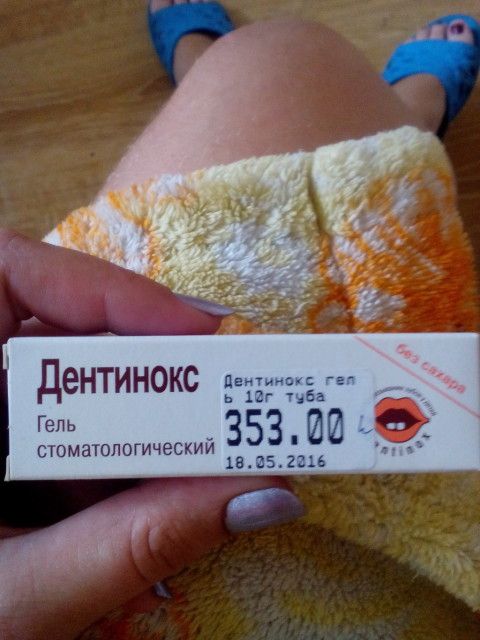 Дентинокс
Гель
стоматологический
Дентинокс гел
ь 10г туба
353.00
18.05.2016
без сахара